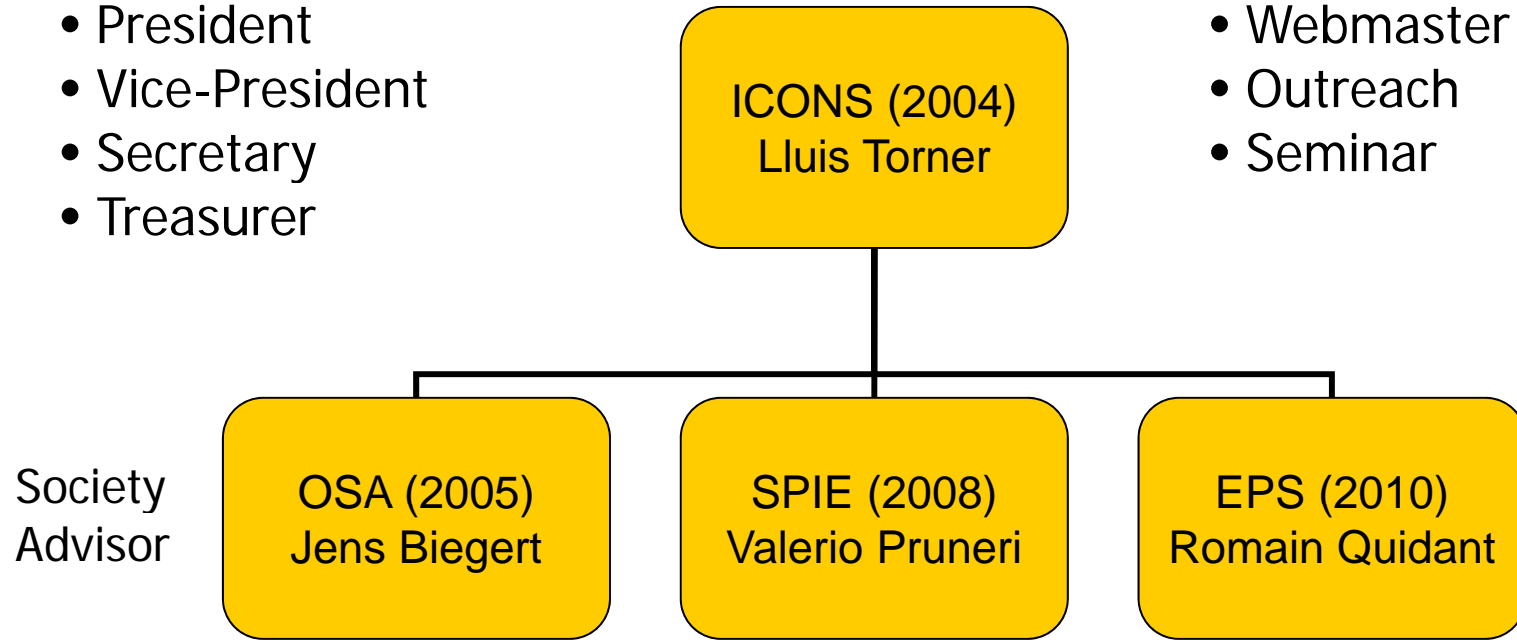 • President
• Vice-President
• Secretary
• Treasurer
ICONS (2004)
Lluis Torner
• Webmaster
• Outreach
• Seminar
Society
Advisor
OSA (2005)
Jens Biegert
SPIE (2008)
Valerio Pruneri
EPS (2010)
Romain Quidant